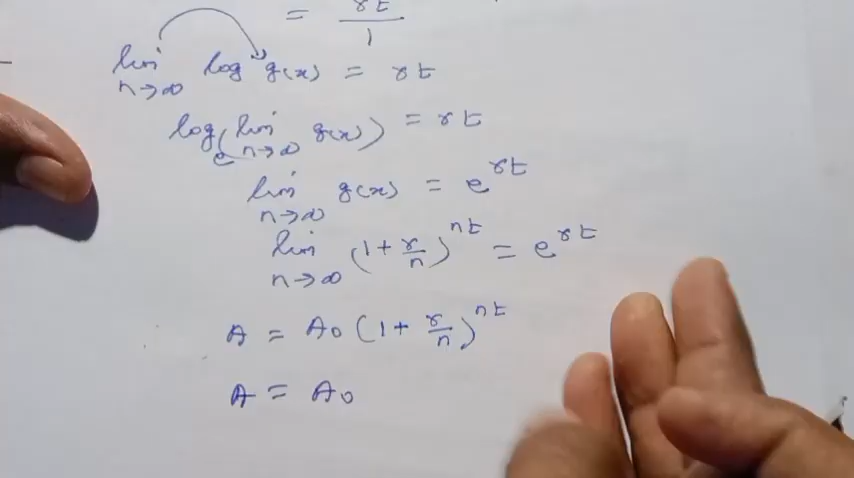 = rt/1
lim n→∞ log g(x) = rt
log e (lim n→∞ g(x)) = rt
lim n→∞ g(x) = e^rt
lim n→∞ (1 + r/n)^nt = e^rt
A = A₀ (1 + r/n)^nt
A = A₀